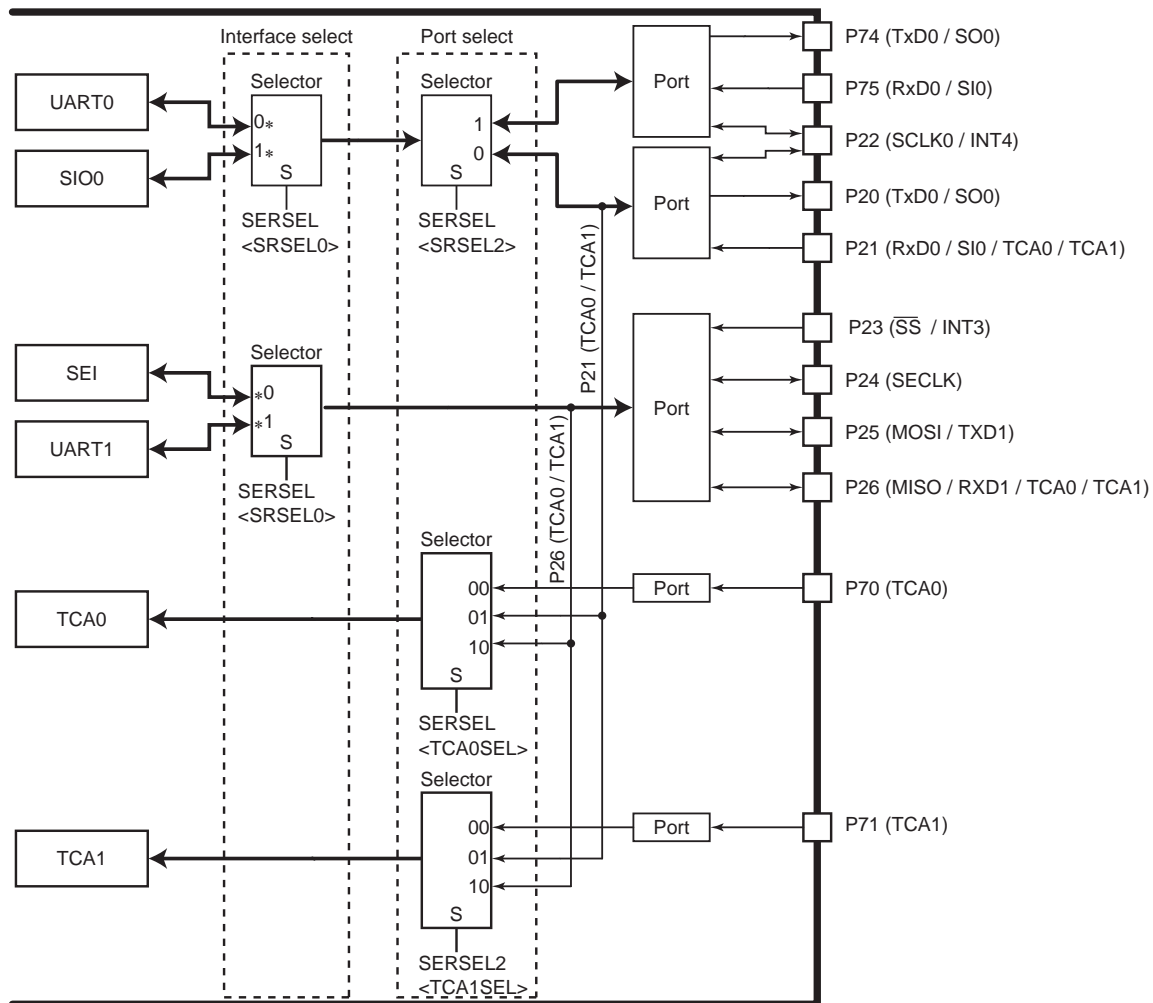 Interface select
Port select
Selector
Selector
UART0
SIO0
0*
1*
S
1
0
S
SERSEL
<SRSEL0>
SERSEL
<SRSEL2>
Port
Port
P74 (TxD0 / SO0)
P75 (RxD0 / SI0)
P22 (SCLK0 / INT4)
P20 (TxD0 / SO0)
P21 (RxD0 / SI0 / TCA0 / TCA1)
P21 (TCA0 / TCA1)
SEI
UART1
Selector
*0
*1
S
SERSEL
<SRSEL0>
Port
P23 (S̅S̅ / INT3)
P24 (SECLK)
P25 (MOSI / TXD1)
P26 (MISO / RXD1 / TCA0 / TCA1)
P26 (TCA0 / TCA1)
Selector
TCA0
00
01
10
S
SERSEL
<TCA0SEL>
Port
P70 (TCA0)
Selector
TCA1
00
01
10
S
SERSEL2
<TCA1SEL>
Port
P71 (TCA1)